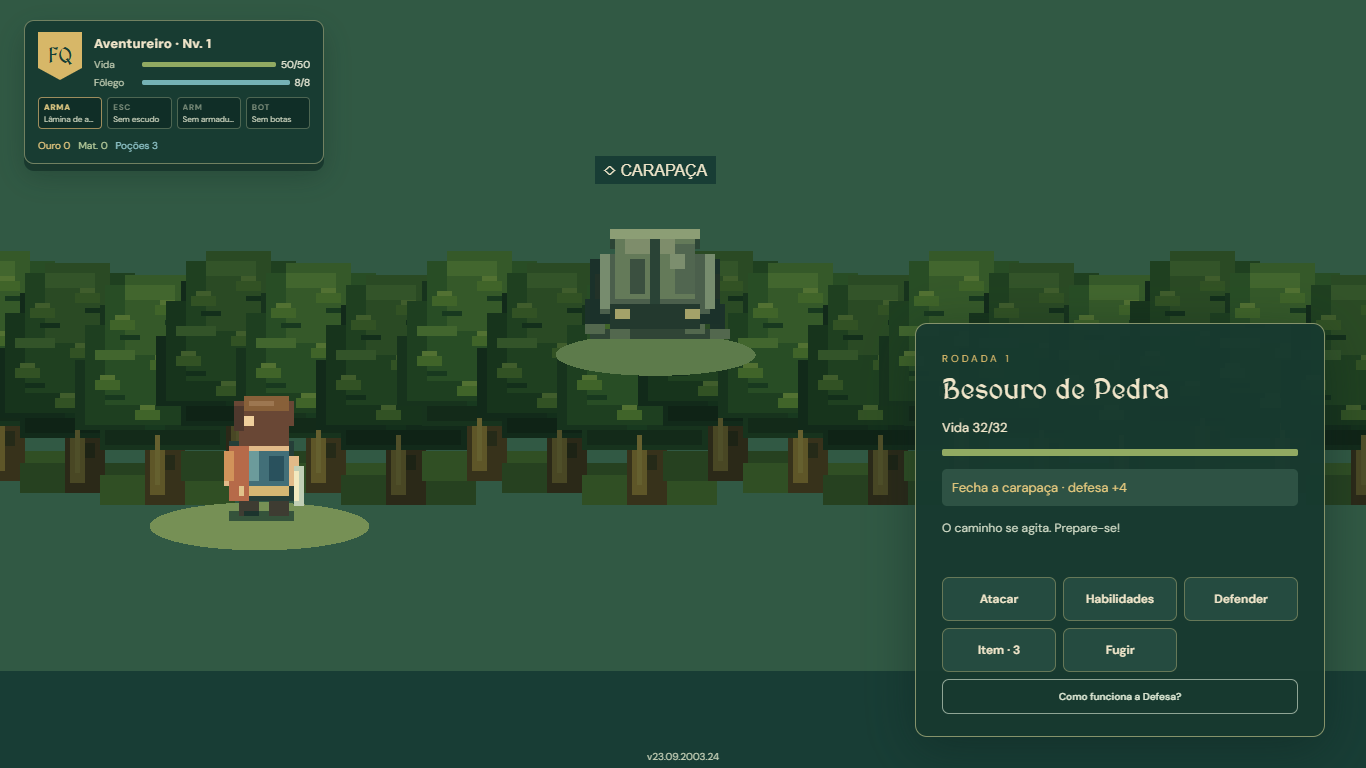 FQ
Aventureiro · Nv. 1
Vida 50/50
Fôlego 8/8
ARMA ESC ARM BOT
Lâmina de a... Sem escudo Sem armadu... Sem botas
Ouro 0 Mat. 0 Poções 3
◇ CARAPAÇA
RODADA 1
Besouro de Pedra
Vida 32/32
Fecha a carapaça · defesa +4
O caminho se agita. Prepare-se!
Atacar Habilidades Defender
Item · 3 Fugir
Como funciona a Defesa?
v23.09.2003.24